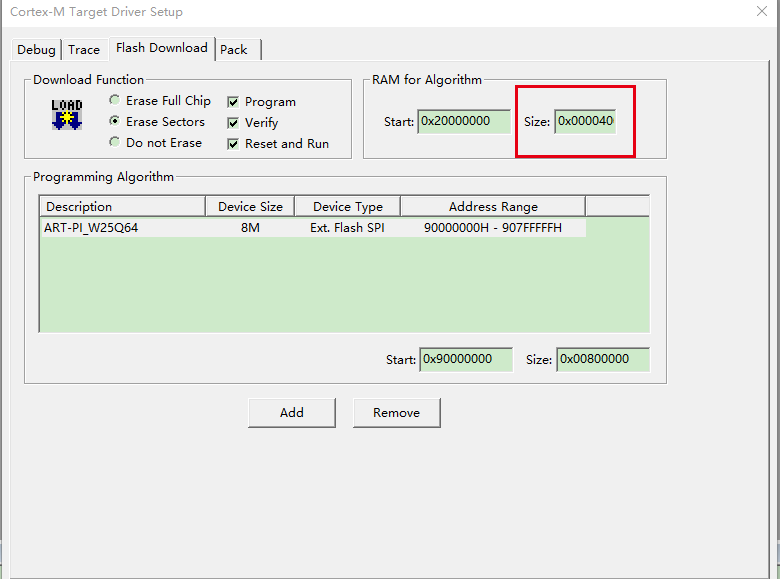 Cortex-M Target Driver Setup
Debug Trace Flash Download Pack
Download Function
LOAD
Erase Full Chip
Erase Sectors
Do not Erase
Program
Verify
Reset and Run
RAM for Algorithm
Start: 0x20000000 Size: 0x000040
Programming Algorithm
Description Device Size Device Type Address Range
ART-PI_W25Q64 8M Ext. Flash SPI 90000000H - 907FFFFFH
Start: 0x90000000 Size: 0x00800000
Add Remove